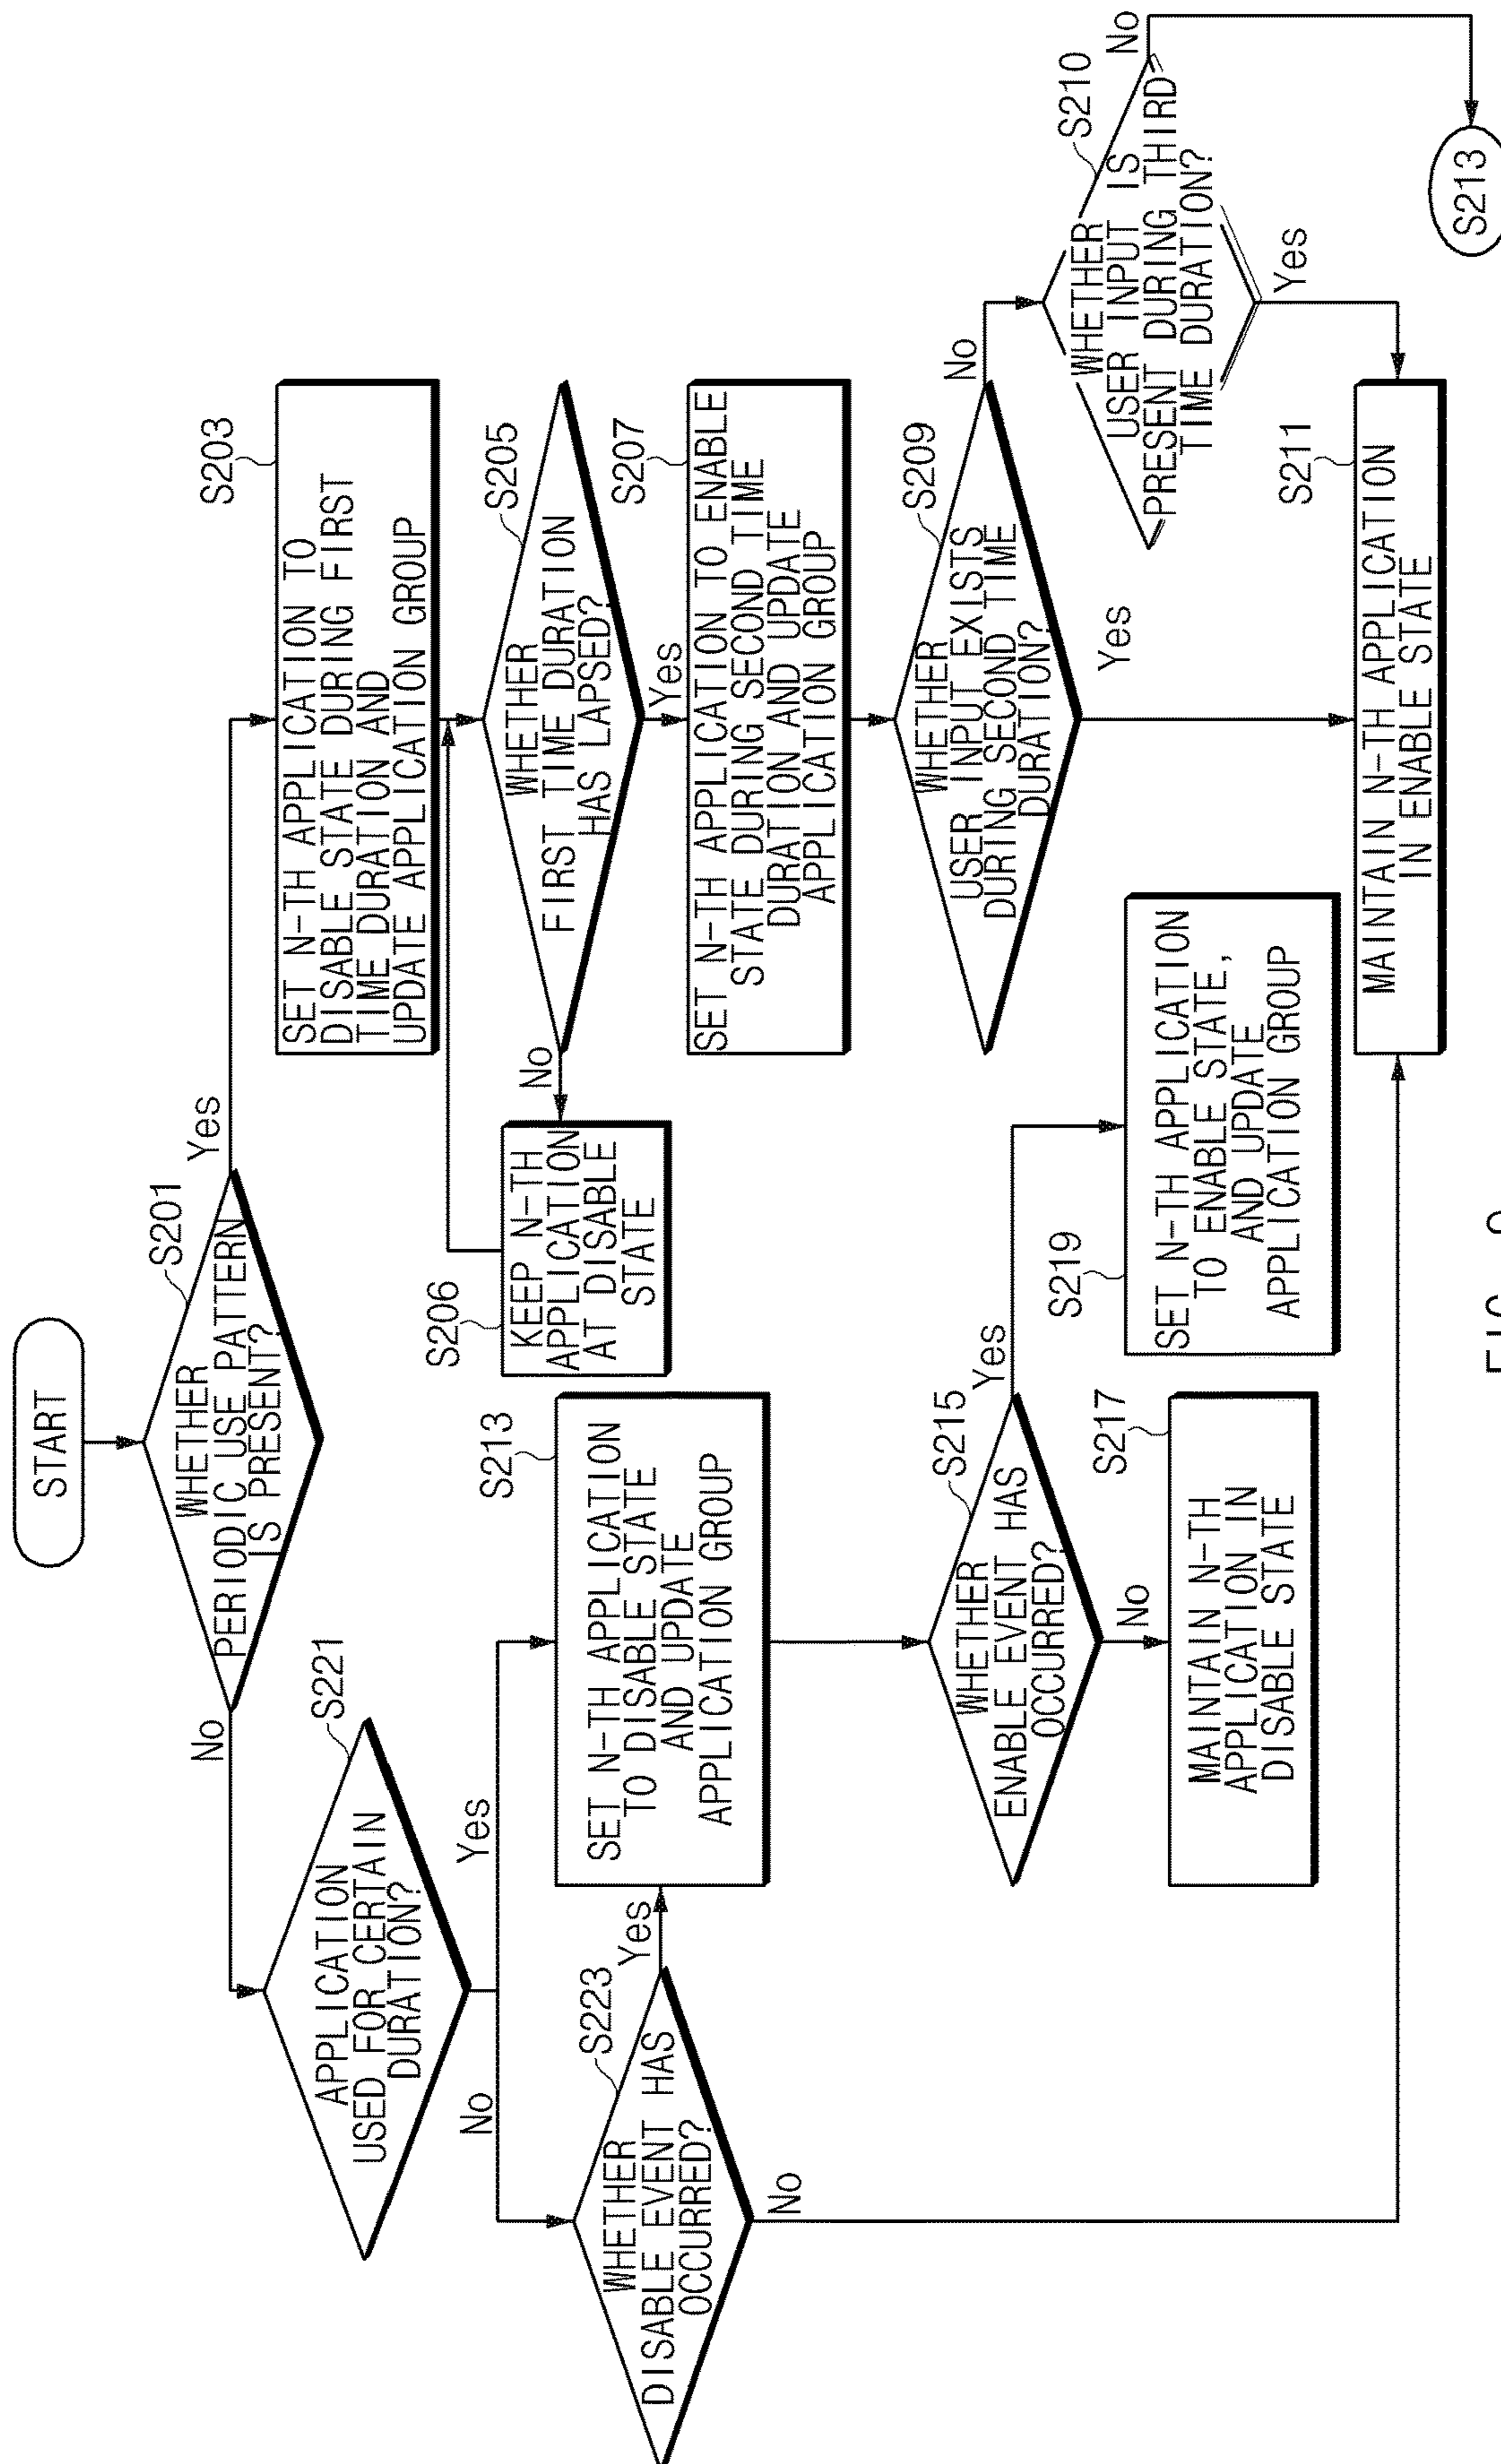 START
S201
WHETHER
PERIODIC USE PATTERN
IS PRESENT?
Yes
No
S203
SET N-TH APPLICATION TO
DISABLE STATE DURING FIRST
TIME DURATION AND
UPDATE APPLICATION GROUP
S205
WHETHER
FIRST TIME DURATION
HAS LAPSED?
No
Yes
S206
KEEP N-TH
APPLICATION
AT DISABLE
STATE
S207
SET N-TH APPLICATION TO ENABLE
STATE DURING SECOND TIME
DURATION AND UPDATE
APPLICATION GROUP
S209
WHETHER
USER INPUT EXISTS
DURING SECOND TIME
DURATION?
No
Yes
S210
WHETHER
USER INPUT IS
PRESENT DURING THIRD
TIME DURATION?
No
Yes
S213
S211
MAINTAIN N-TH APPLICATION
IN ENABLE STATE
S221
APPLICATION
USED FOR CERTAIN
DURATION?
Yes
No
S223
WHETHER
DISABLE EVENT HAS
OCCURRED?
Yes
No
S213
SET N-TH APPLICATION
TO DISABLE STATE
AND UPDATE
APPLICATION GROUP
S215
WHETHER
ENABLE EVENT HAS
OCCURRED?
Yes
No
S217
MAINTAIN N-TH
APPLICATION IN
DISABLE STATE
S219
SET N-TH APPLICATION
TO ENABLE STATE,
AND UPDATE
APPLICATION GROUP